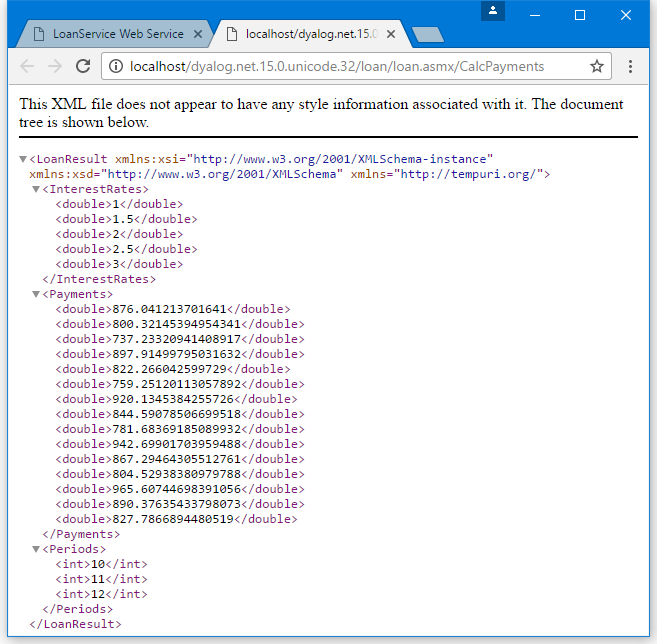 LoanService Web Service
localhost/dyalog.net.15.0
localhost/dyalog.net.15.0.unicode.32/loan/loan.asmx/CalcPayments
This XML file does not appear to have any style information associated with it. The document
tree is shown below.
<LoanResult xmlns:xsi="http://www.w3.org/2001/XMLSchema-instance"
xmlns:xsd="http://www.w3.org/2001/XMLSchema" xmlns="http://tempuri.org/">
<InterestRates>
<double>1</double>
<double>1.5</double>
<double>2</double>
<double>2.5</double>
<double>3</double>
</InterestRates>
<Payments>
<double>876.041213701641</double>
<double>800.32145394954341</double>
<double>737.23320941408917</double>
<double>897.91499795031632</double>
<double>822.266042599729</double>
<double>759.25120113057892</double>
<double>920.1345384255726</double>
<double>844.59078506699518</double>
<double>781.68369185089932</double>
<double>942.69901703959488</double>
<double>867.29464305512761</double>
<double>804.52938380979788</double>
<double>965.60744698391056</double>
<double>890.37635433798073</double>
<double>827.7866894480519</double>
</Payments>
<Periods>
<int>10</int>
<int>11</int>
<int>12</int>
</Periods>
</LoanResult>